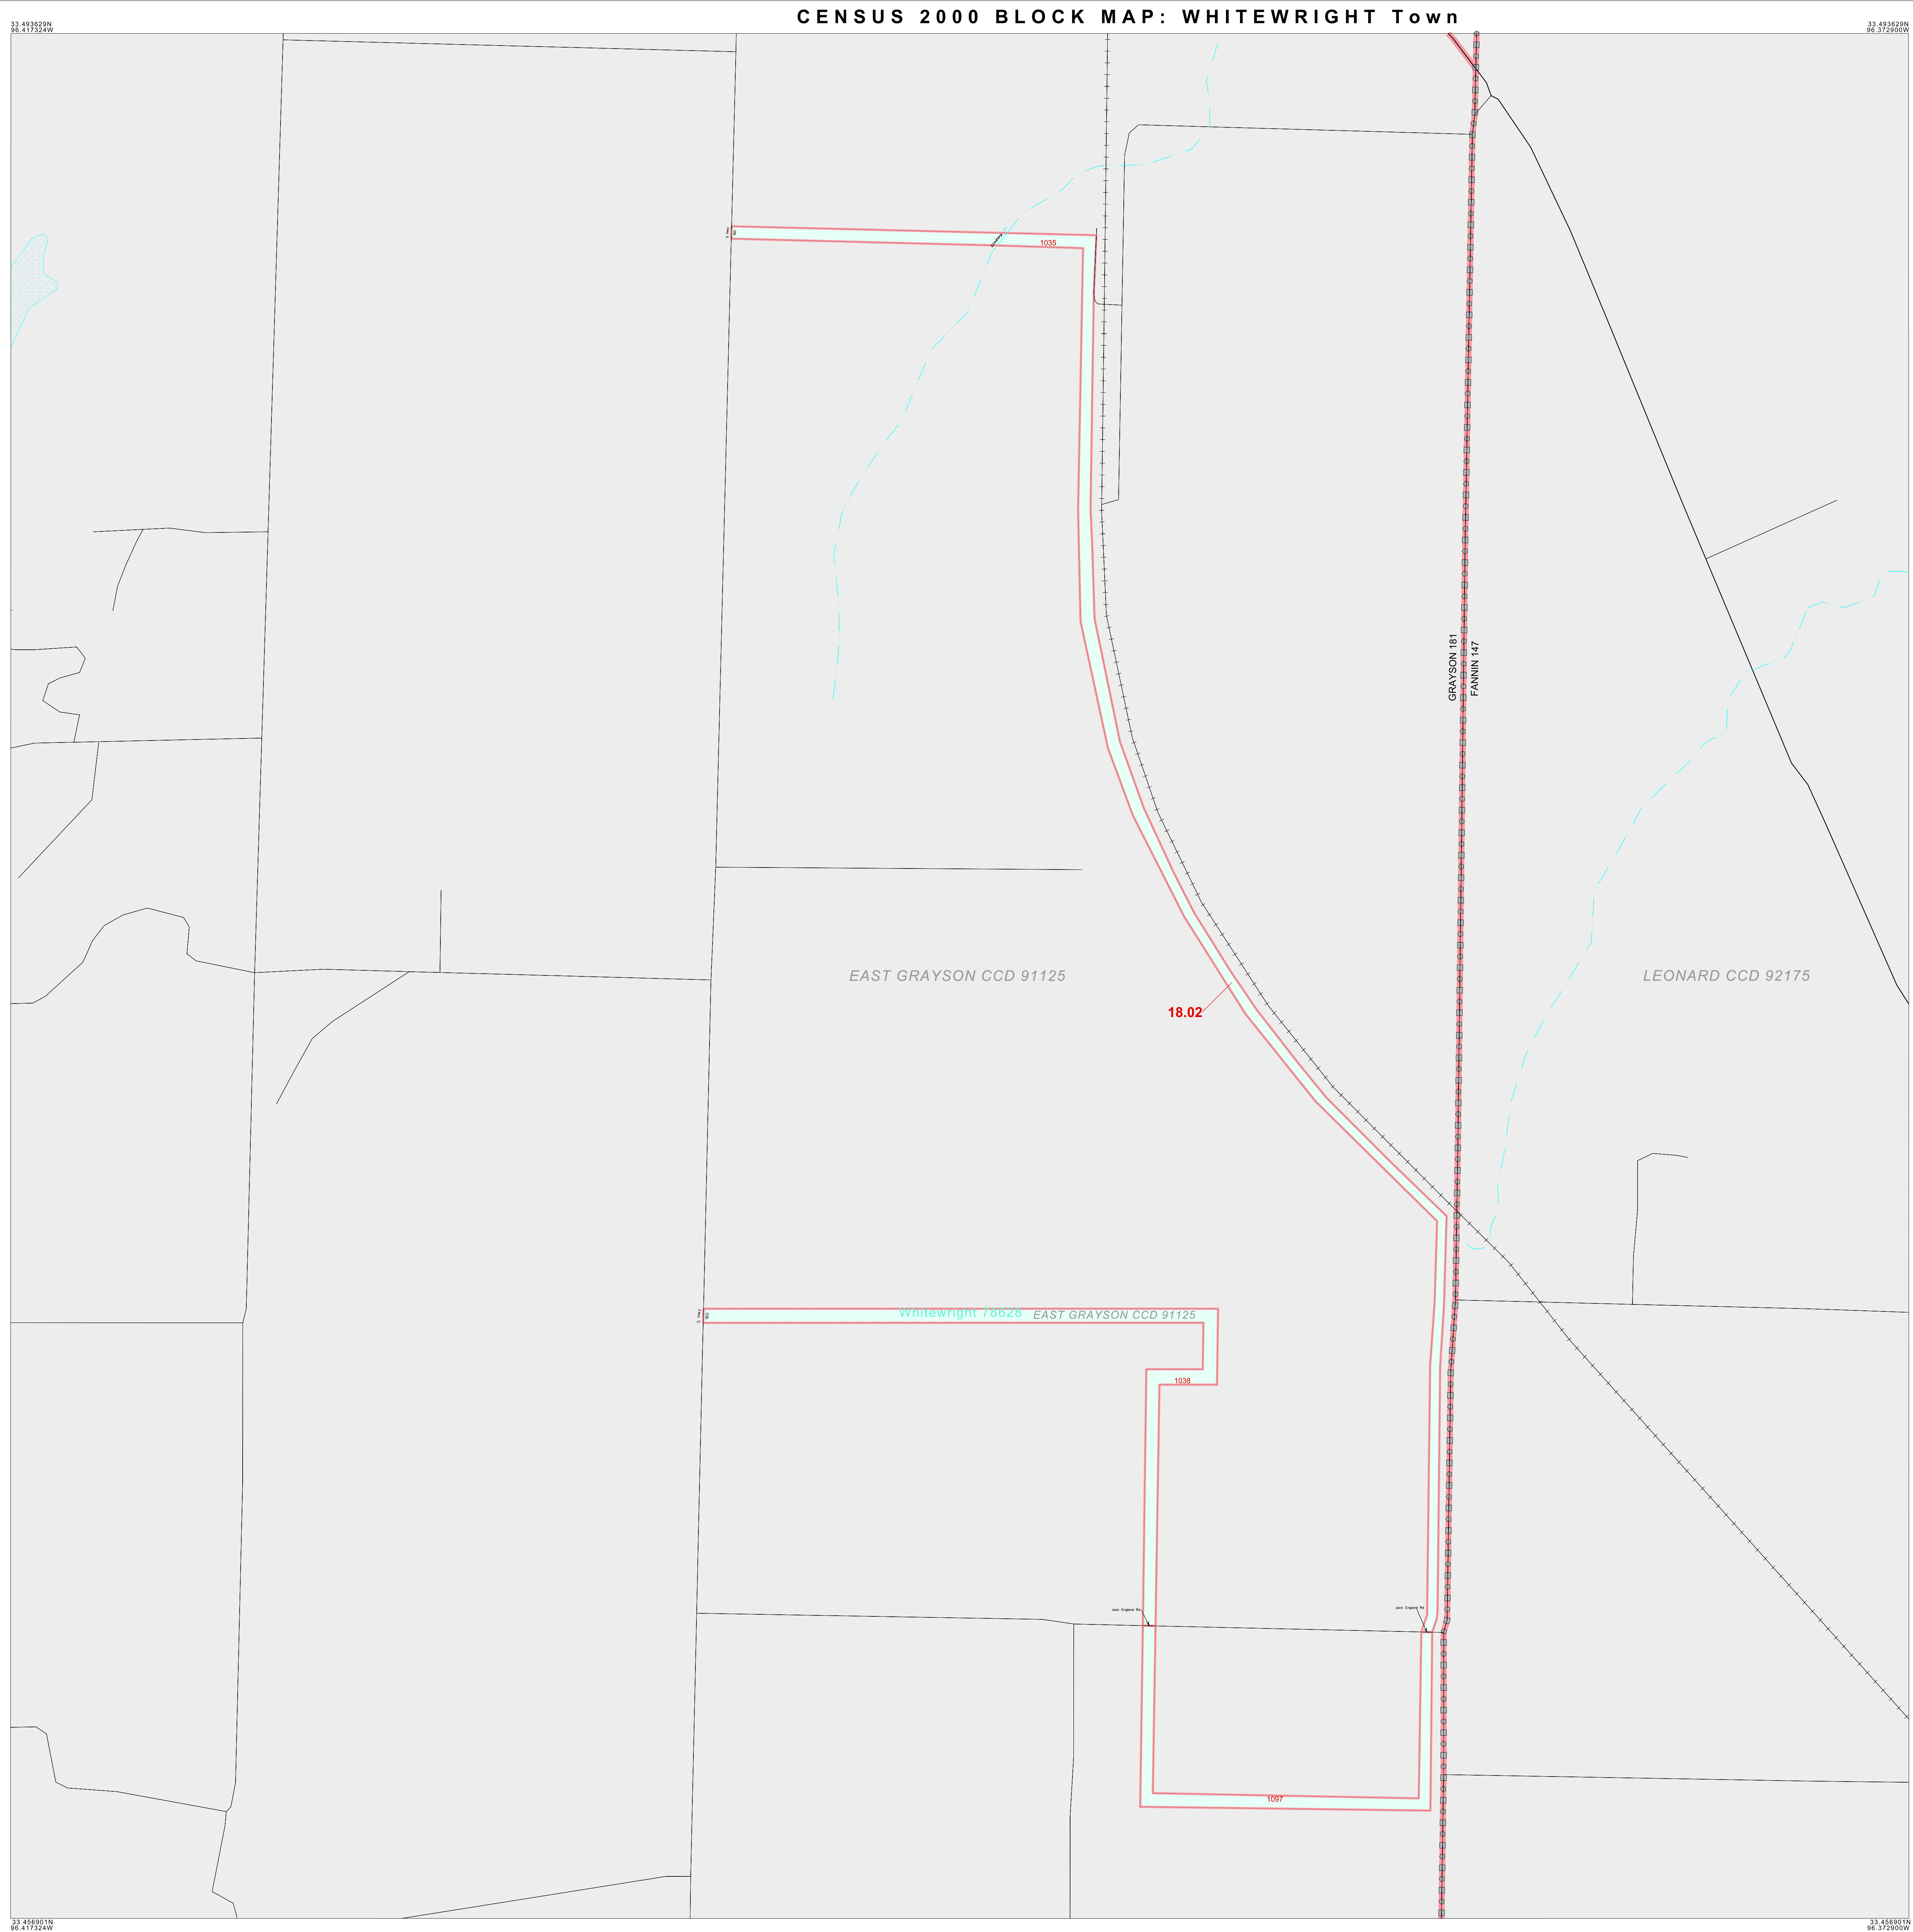 CENSUS 2000 BLOCK MAP: WHITEWRIGHT Town
33.493629N
96.417324W
33.493629N
96.372900W
S. Hwy
1035
GRAYSON 181
FANNIN 147
EAST GRAYSON CCD 91125
LEONARD CCD 92175
18.02
S. Hwy
Whitewright 78628
EAST GRAYSON CCD 91125
1038
Jack England Rd
Jack England Rd
1097
33.456901N
96.417324W
33.456901N
96.372900W